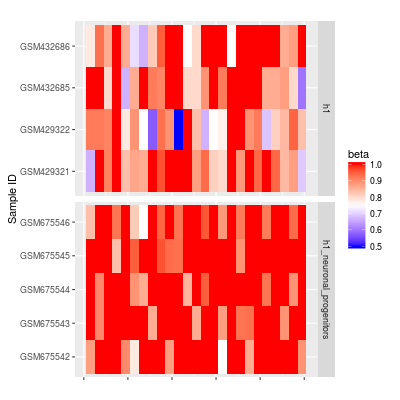 GSM432686
GSM432685
GSM429322
GSM429321
h1
GSM675546
GSM675545
GSM675544
GSM675543
GSM675542
h1_neuronal_progenitors
Sample ID
beta
1.0
0.9
0.8
0.7
0.6
0.5